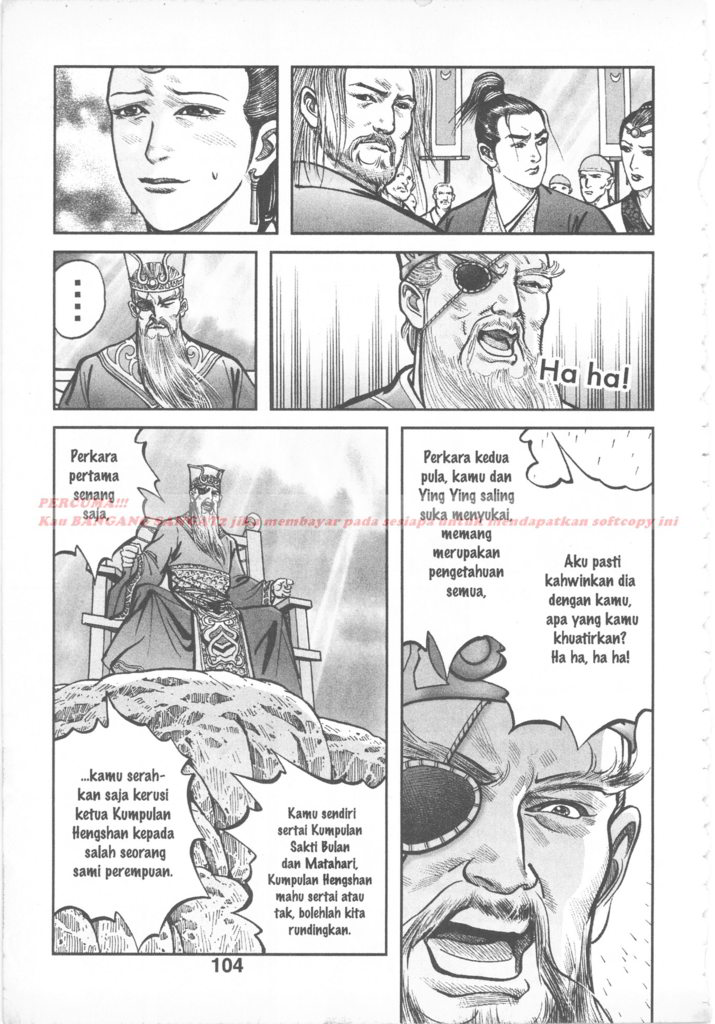 ....
Ha ha!
Perkara
pertama
senang
saja,
...kamu serah-
kan saja kerusi
ketua Kumpulan
Hengshan kepada
salah seorang
sami perempuan.
Kamu sendiri
sertai Kumpulan
Sakti Bulan
dan Matahari,
Kumpulan Hengshan
mahu sertai atau
tak, bolehlah kita
rundingkan.
Perkara kedua
pula, kamu dan
Ying Ying saling
suka menyukai,
memang
merupakan
pengetahuan
semua,
Aku pasti
kahwinkan dia
dengan kamu,
apa yang kamu
khuatirkan?
Ha ha, ha ha!
PERCUMA!!!
Kau BANGANG SANGAT2 jika membayar pada sesiapa untuk mendapatkan softcopy ini
104